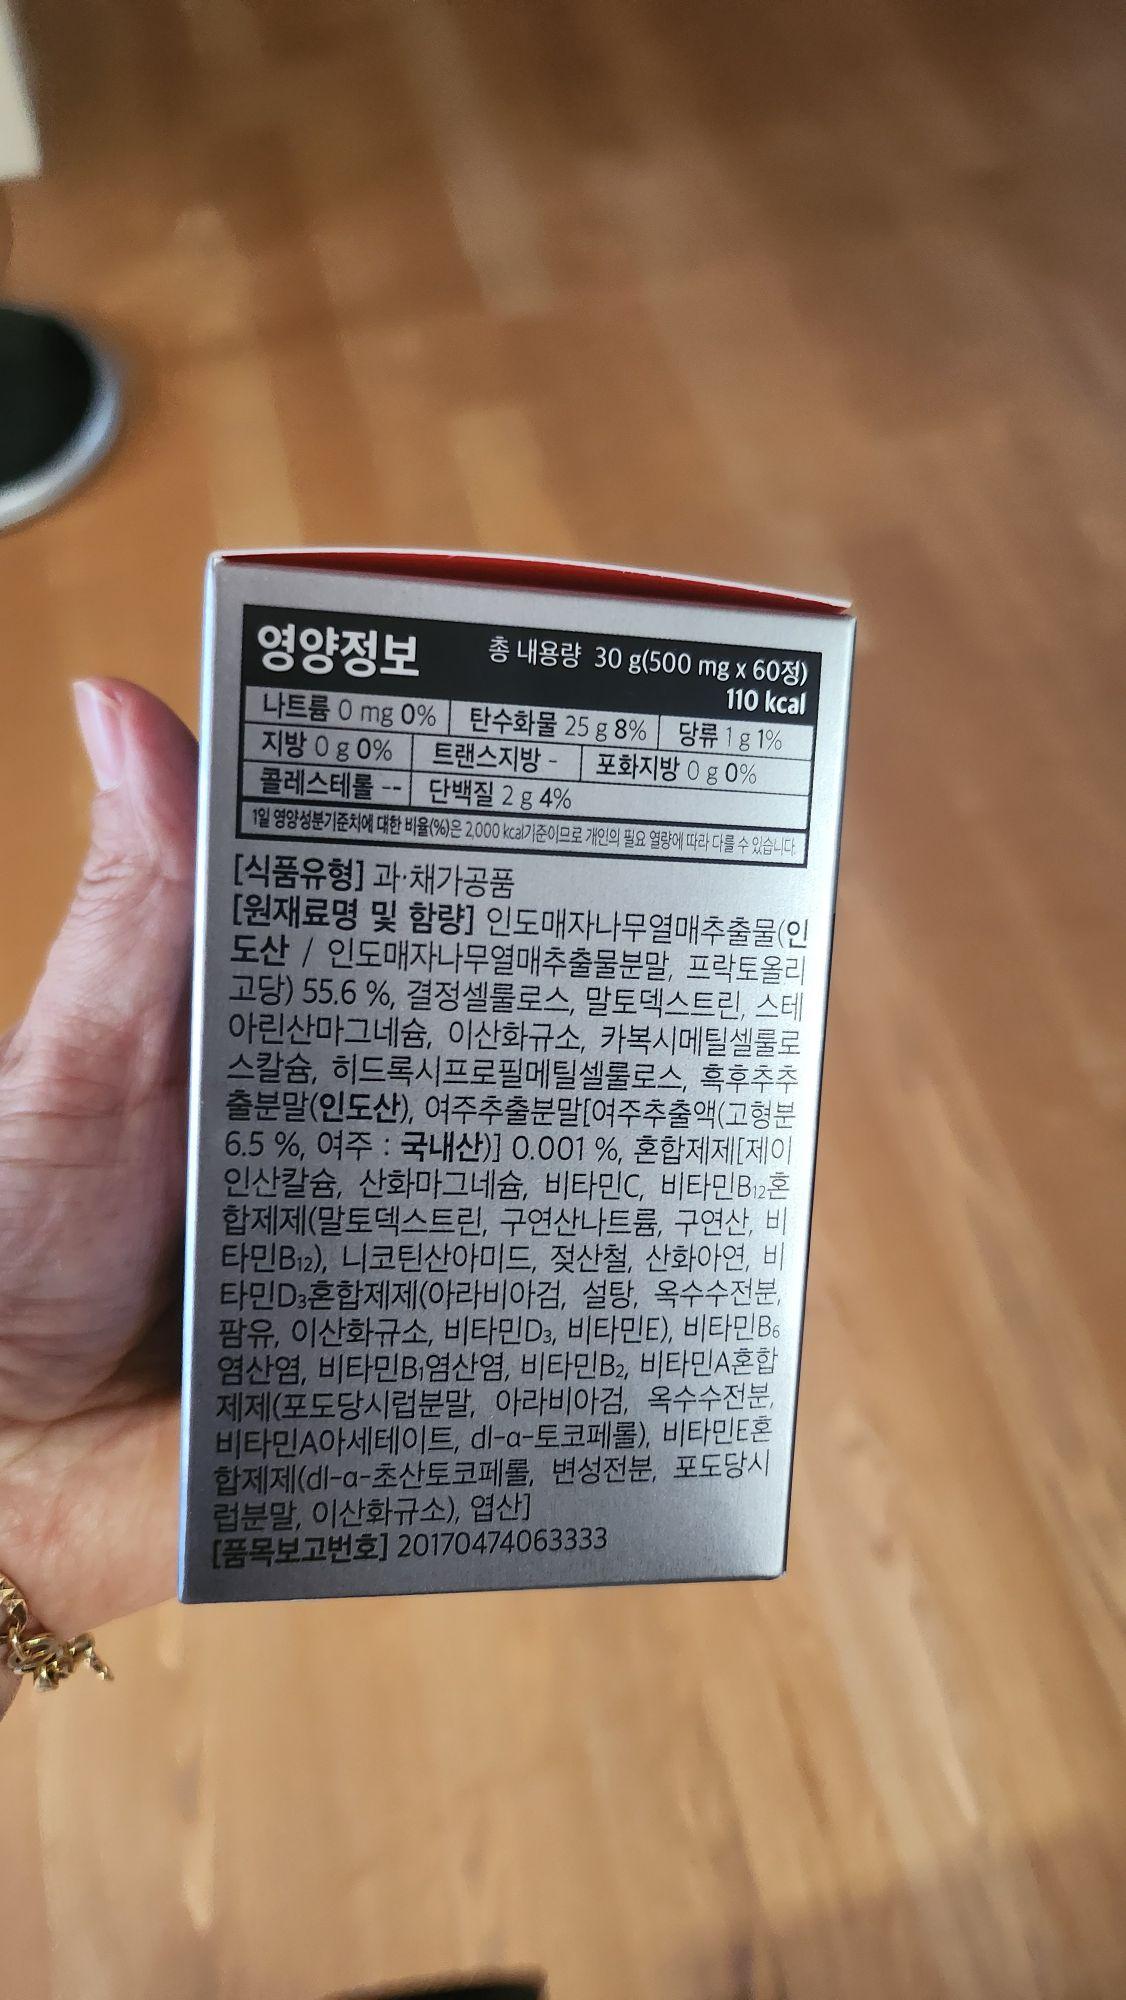 영양정보 총 내용량 30 g(500 mg x 60정)
110 kcal
나트륨 0 mg 0% 탄수화물 25 g 8% 당류 1 g 1%
지방 0 g 0% 트랜스지방 - 포화지방 0 g 0%
콜레스테롤 -- 단백질 2 g 4%
1일 영양성분기준치에 대한 비율(%)은 2,000 kcal기준이므로 개인의 필요 열량에 따라 다를 수 있습니다.
[식품유형] 과·채가공품
[원재료명 및 함량] 인도매자나무열매추출물(인
도산 / 인도매자나무열매추출물분말, 프락토올리
고당) 55.6 %, 결정셀룰로스, 말토덱스트린, 스테
아린산마그네슘, 이산화규소, 카복시메틸셀룰로
스칼슘, 히드록시프로필메틸셀룰로스, 흑후추추
출분말(인도산), 여주추출분말[여주추출액(고형분
6.5 %, 여주 : 국내산)] 0.001 %, 혼합제제[제이
인산칼슘, 산화마그네슘, 비타민C, 비타민B12혼
합제제(말토덱스트린, 구연산나트륨, 구연산, 비
타민B12), 니코틴산아미드, 젖산철, 산화아연, 비
타민D3혼합제제(아라비아검, 설탕, 옥수수전분,
팜유, 이산화규소, 비타민D3, 비타민E), 비타민B6
염산염, 비타민B1염산염, 비타민B2, 비타민A혼합
제제(포도당시럽분말, 아라비아검, 옥수수전분,
비타민A아세테이트, dl-α-토코페롤), 비타민E혼
합제제(dl-α-초산토코페롤, 변성전분, 포도당시
럽분말, 이산화규소), 엽산]
[품목보고번호] 20170474063333